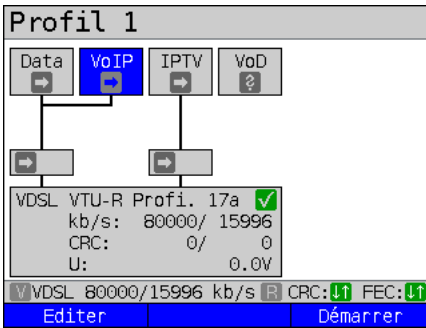 Profil 1
Data VoIP IPTV VoD
?
VDSL VTU-R Profi. 17a
kb/s: 80000/ 15996
CRC: 0/ 0
U: 0.0V
V VDSL 80000/15996 kb/s R CRC: FEC:
Editer Démarrer